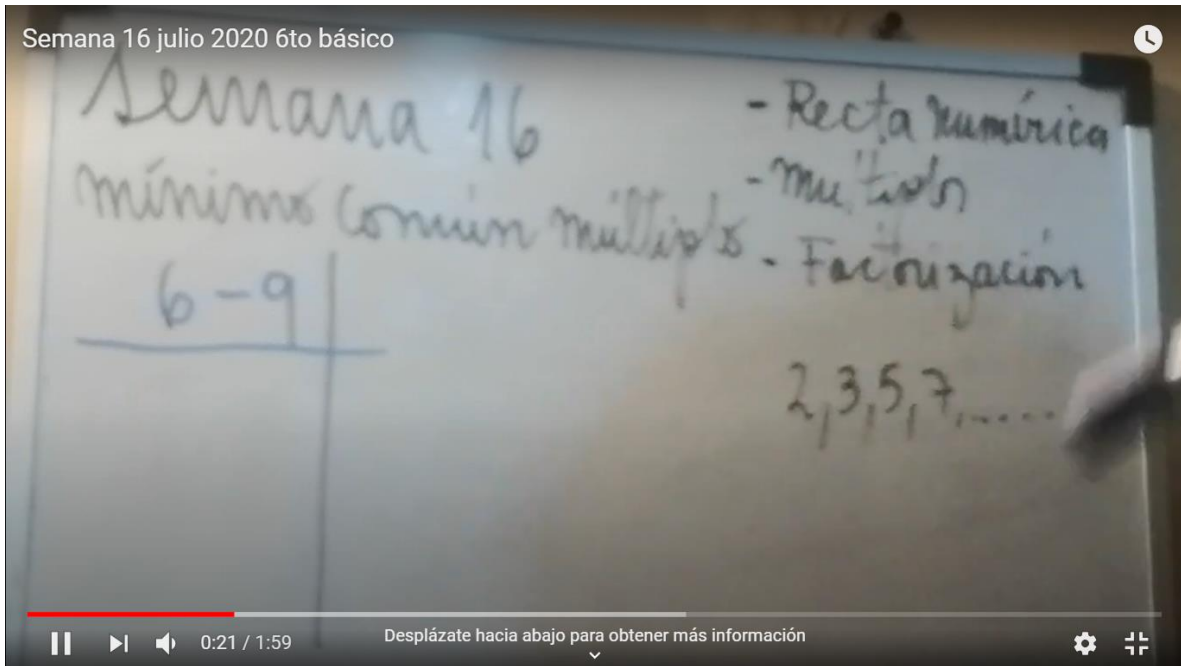 Semana 16 julio 2020 6to básico
Semana 16
mínimo común múltiplo
6 - 9
- Recta numérica
- multiplos
- Factorización
2, 3, 5, 7, .....
0:21 / 1:59
Desplázate hacia abajo para obtener más información